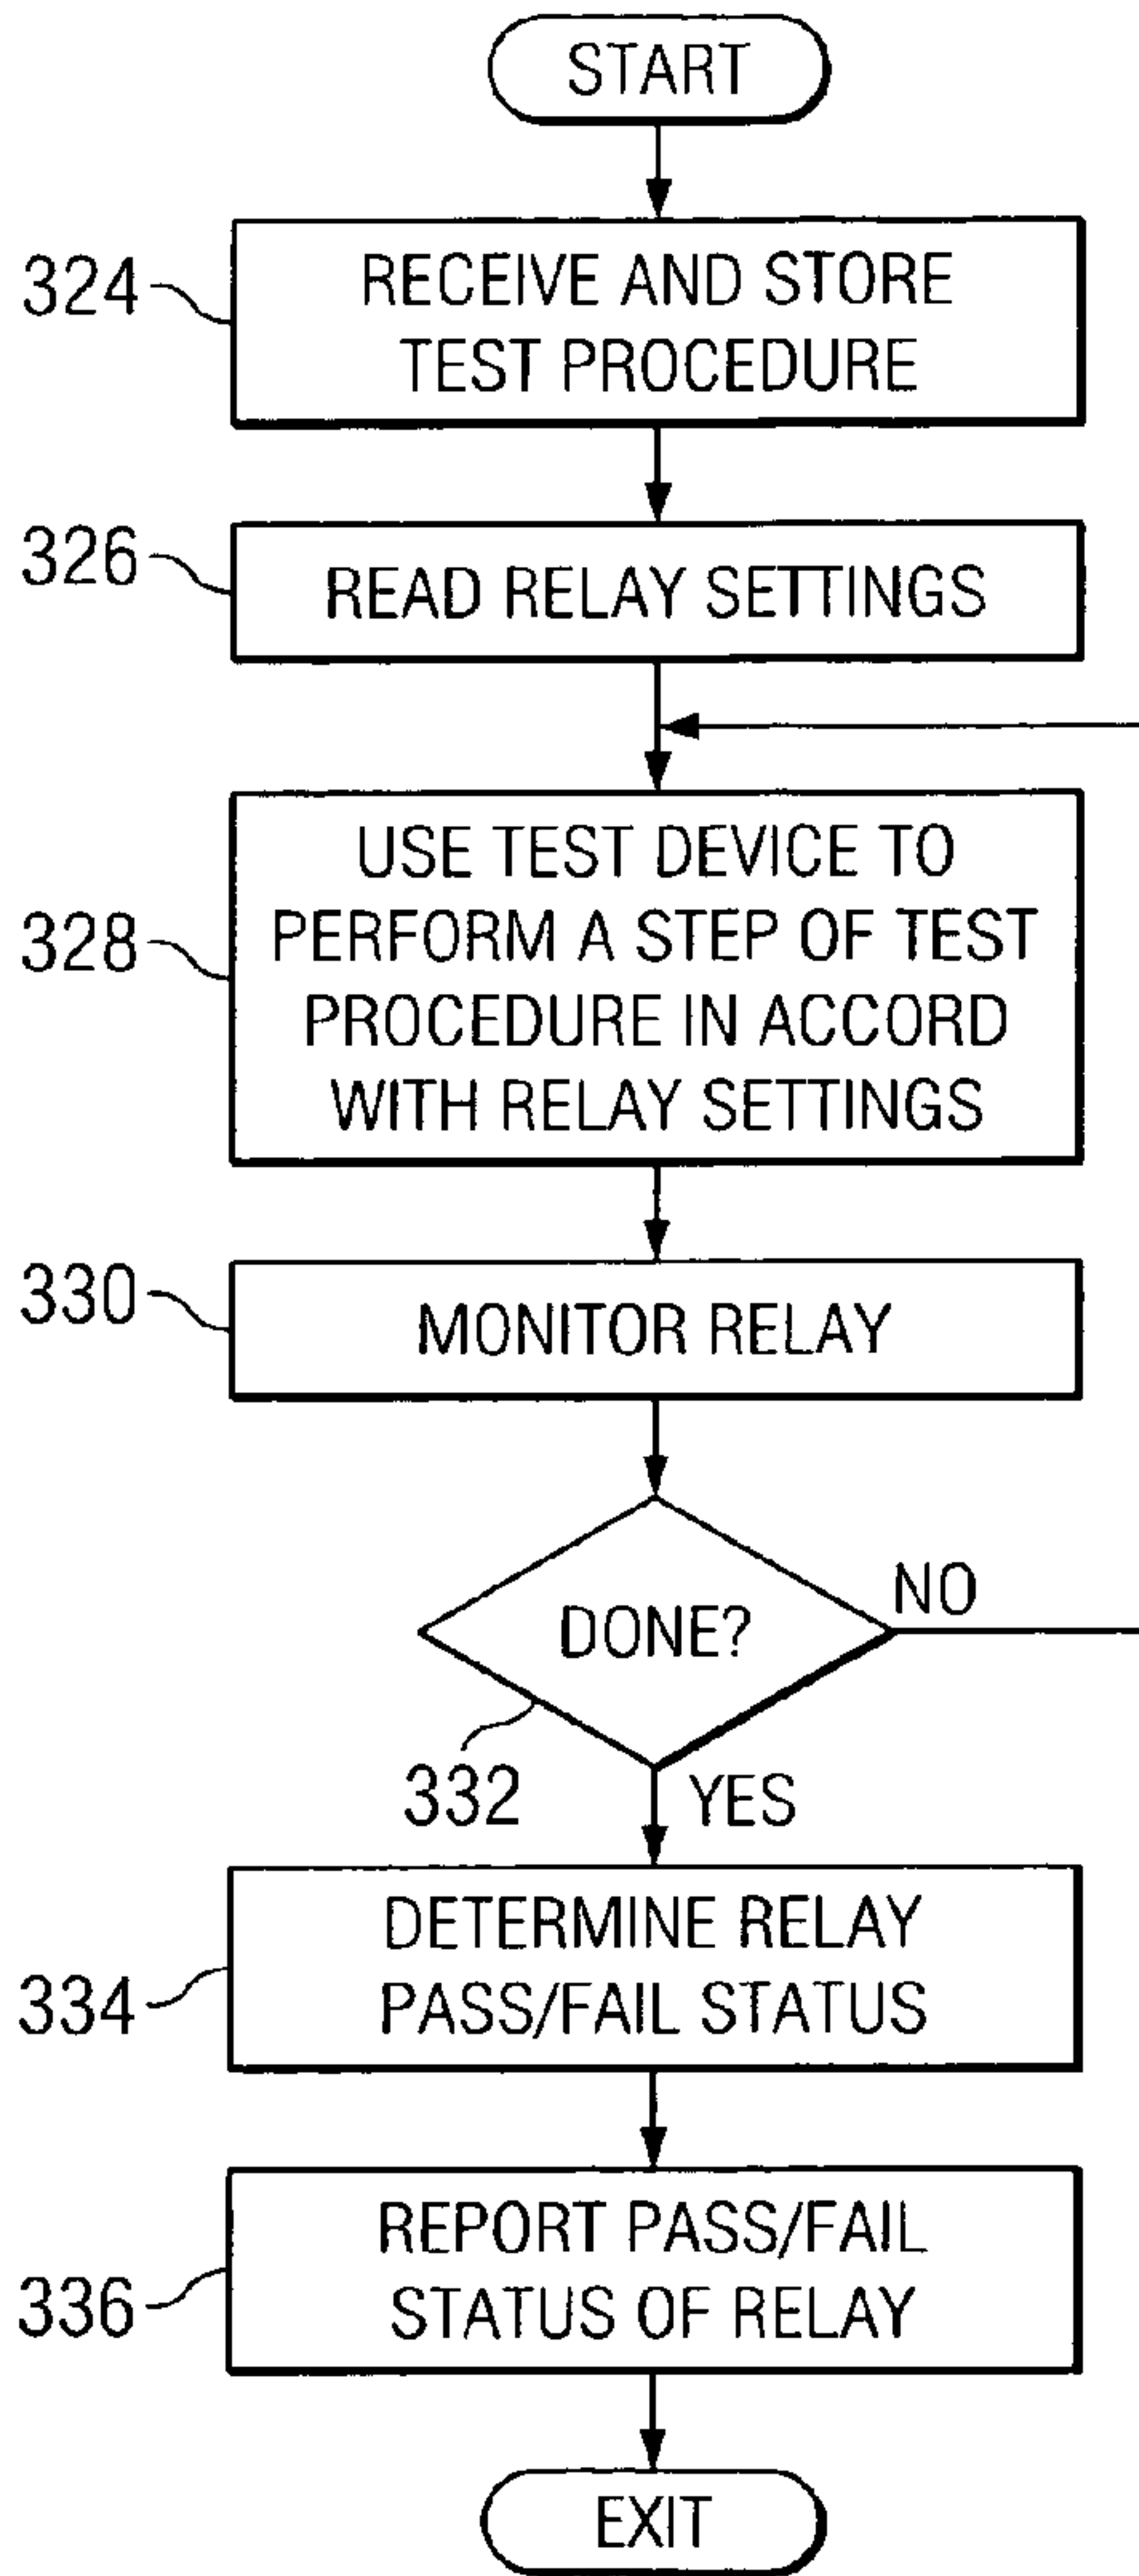 START
324
RECEIVE AND STORE
TEST PROCEDURE
326
READ RELAY SETTINGS
328
USE TEST DEVICE TO
PERFORM A STEP OF TEST
PROCEDURE IN ACCORD
WITH RELAY SETTINGS
330
MONITOR RELAY
DONE?
NO
332
YES
334
DETERMINE RELAY
PASS/FAIL STATUS
336
REPORT PASS/FAIL
STATUS OF RELAY
EXIT